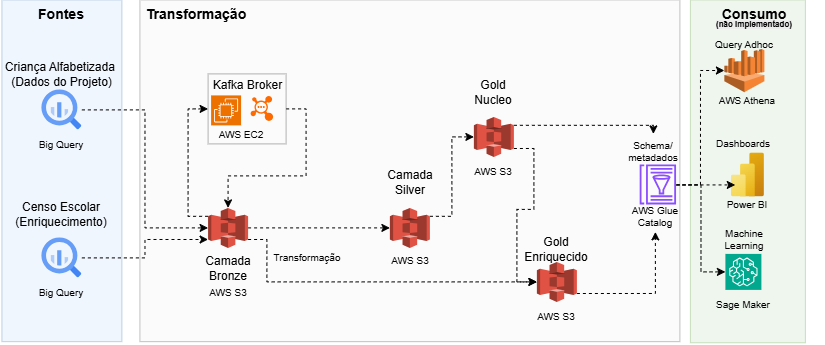 Fontes
Criança Alfabetizada
(Dados do Projeto)
Big Query
Censo Escolar
(Enriquecimento)
Big Query
Transformação
Kafka Broker
AWS EC2
Camada
Bronze
AWS S3
Transformação
Camada
Silver
AWS S3
Gold
Nucleo
AWS S3
Gold
Enriquecido
AWS S3
Schema/
metadados
AWS Glue
Catalog
Consumo
(não Implementado)
Query Adhoc
AWS Athena
Dashboards
Power BI
Machine
Learning
Sage Maker